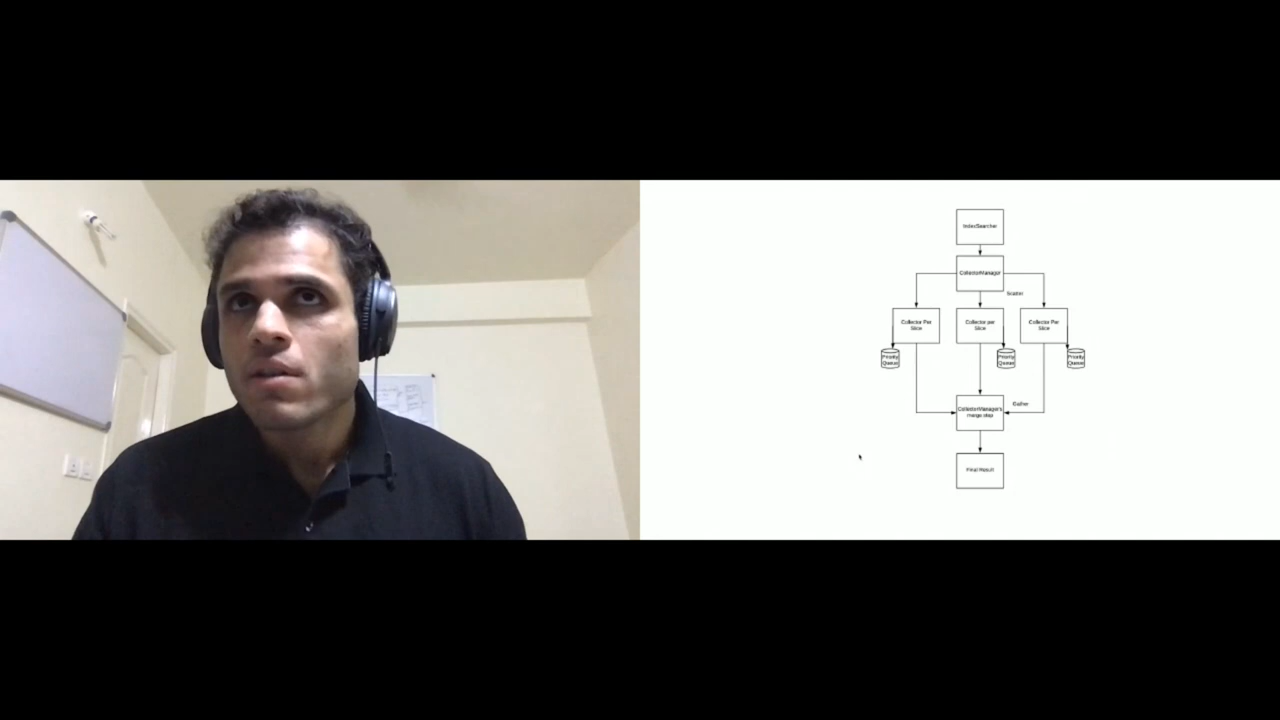 IndexSearcher
CollectorManager
Scatter
Collector Per
Slice
Collector per
Slice
Collector Per
Slice
Priority
Queue
Priority
Queue
Priority
Queue
Gather
CollectorManager's
merge step
Final Result